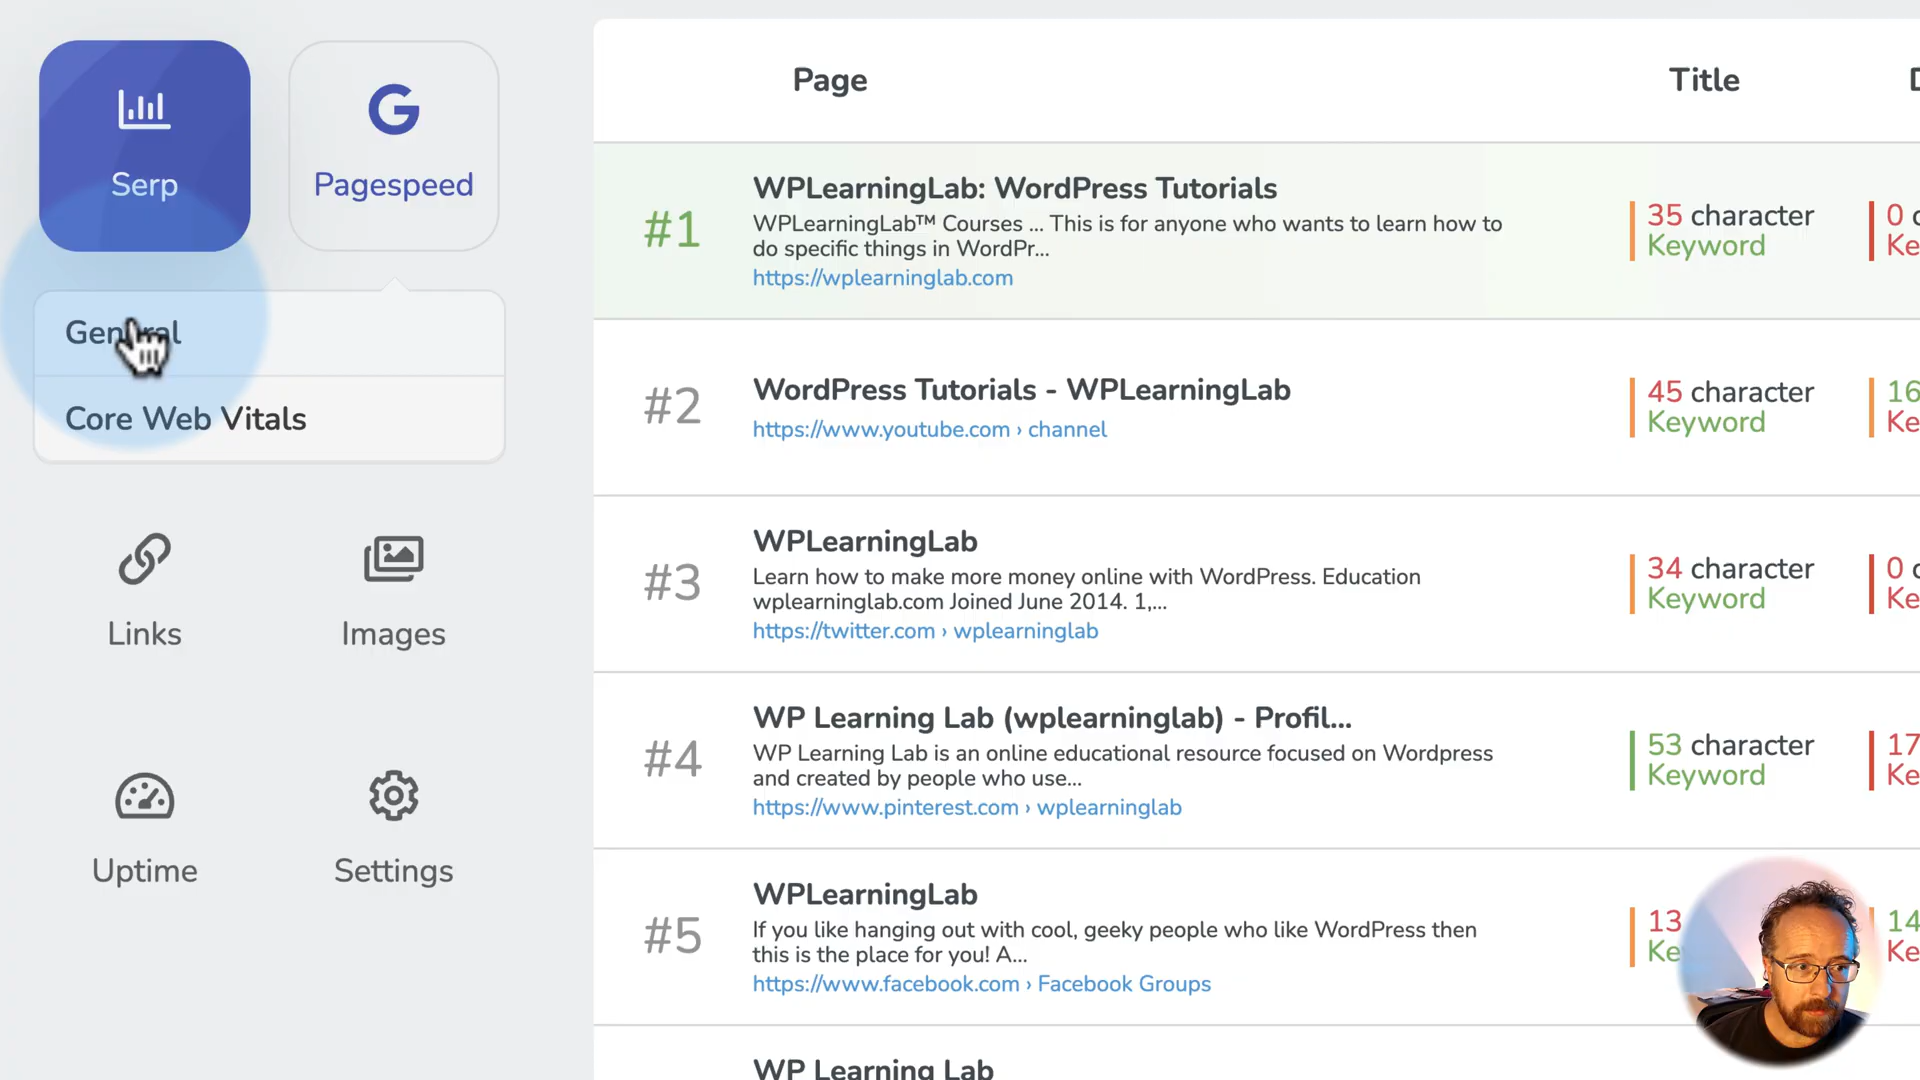 Serp
Pagespeed
General
Core Web Vitals
Links
Images
Uptime
Settings
Page
Title
#1
WPLearningLab: WordPress Tutorials
WPLearningLab™ Courses ... This is for anyone who wants to learn how to
do specific things in WordPr...
https://wplearninglab.com
35 character
Keyword
0 c
Ke
#2
WordPress Tutorials - WPLearningLab
https://www.youtube.com › channel
45 character
Keyword
16
Ke
#3
WPLearningLab
Learn how to make more money online with WordPress. Education
wplearninglab.com Joined June 2014. 1,...
https://twitter.com › wplearninglab
34 character
Keyword
0 c
Ke
#4
WP Learning Lab (wplearninglab) - Profil...
WP Learning Lab is an online educational resource focused on Wordpress
and created by people who use...
https://www.pinterest.com › wplearninglab
53 character
Keyword
17
Ke
#5
WPLearningLab
If you like hanging out with cool, geeky people who like WordPress then
this is the place for you! A...
https://www.facebook.com › Facebook Groups
13
Ke
14
Ke
WP Learning Lab